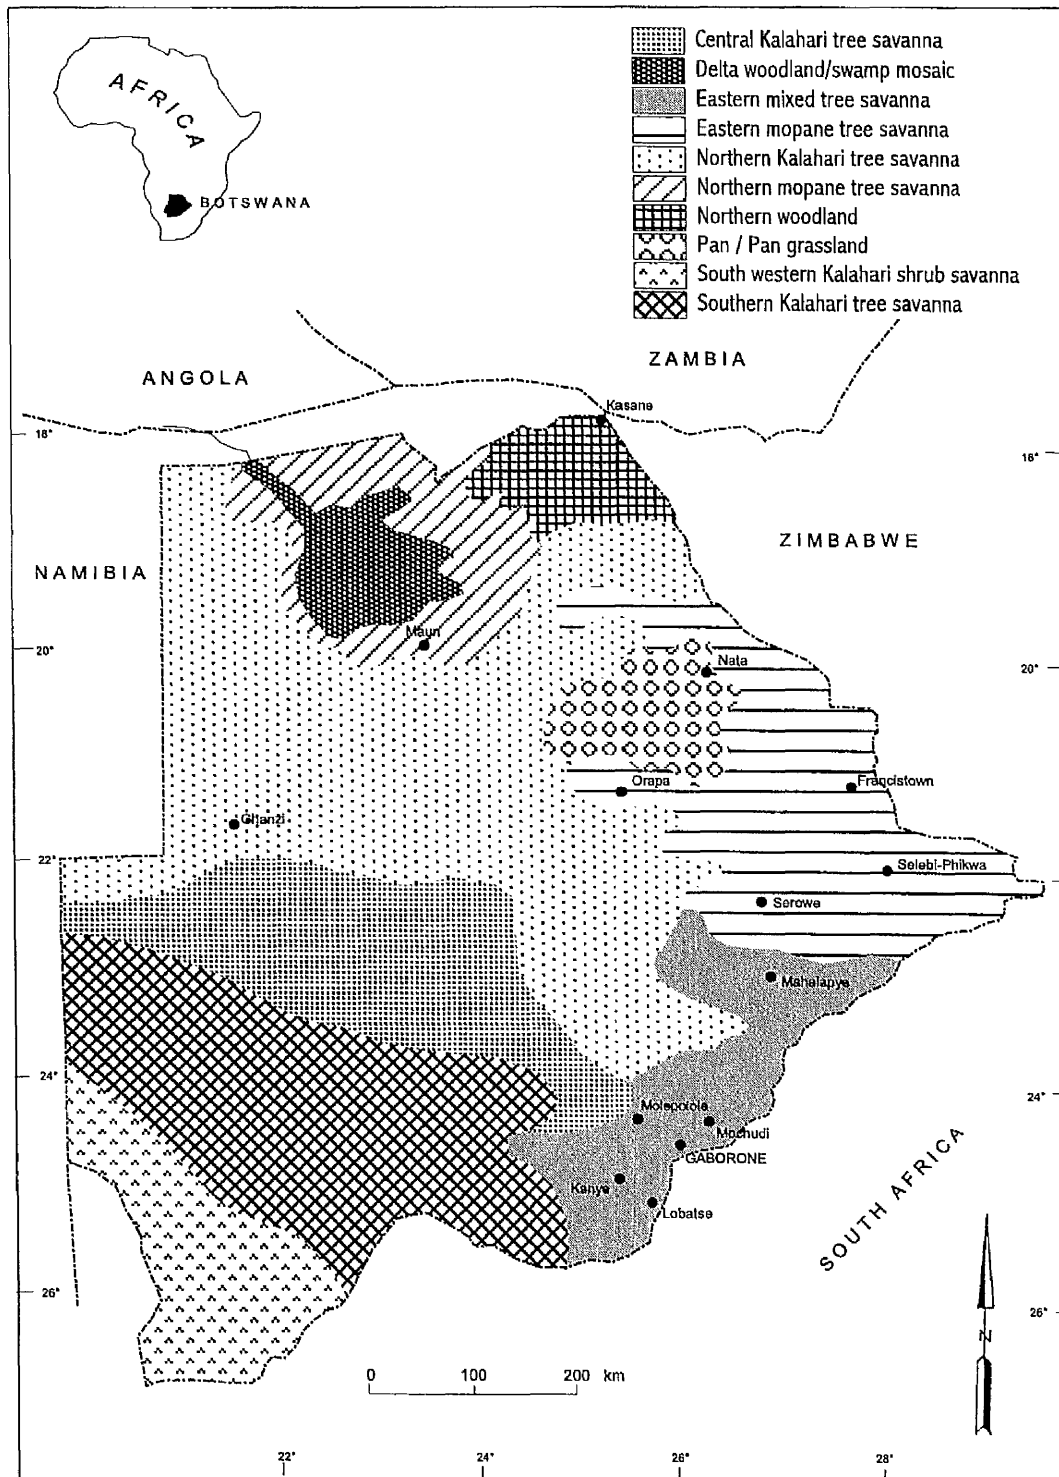 AFRICA
BOTSWANA
Central Kalahari tree savanna
Delta woodland/swamp mosaic
Eastern mixed tree savanna
Eastern mopane tree savanna
Northern Kalahari tree savanna
Northern mopane tree savanna
Northern woodland
Pan / Pan grassland
South western Kalahari shrub savanna
Southern Kalahari tree savanna
ANGOLA
ZAMBIA
Kasane
18°
18°
ZIMBABWE
NAMIBIA
Maun
20°
Nata
20°
Orapa
Francistown
Ghanzi
22°
Selebi-Phikwa
22°
Serowe
Mahalapye
24°
Molepolole
24°
Mochudi
GABORONE
Kanye
Lobatse
SOUTH AFRICA
26°
26°
N
0 100 200 km
22° 24° 26° 28°